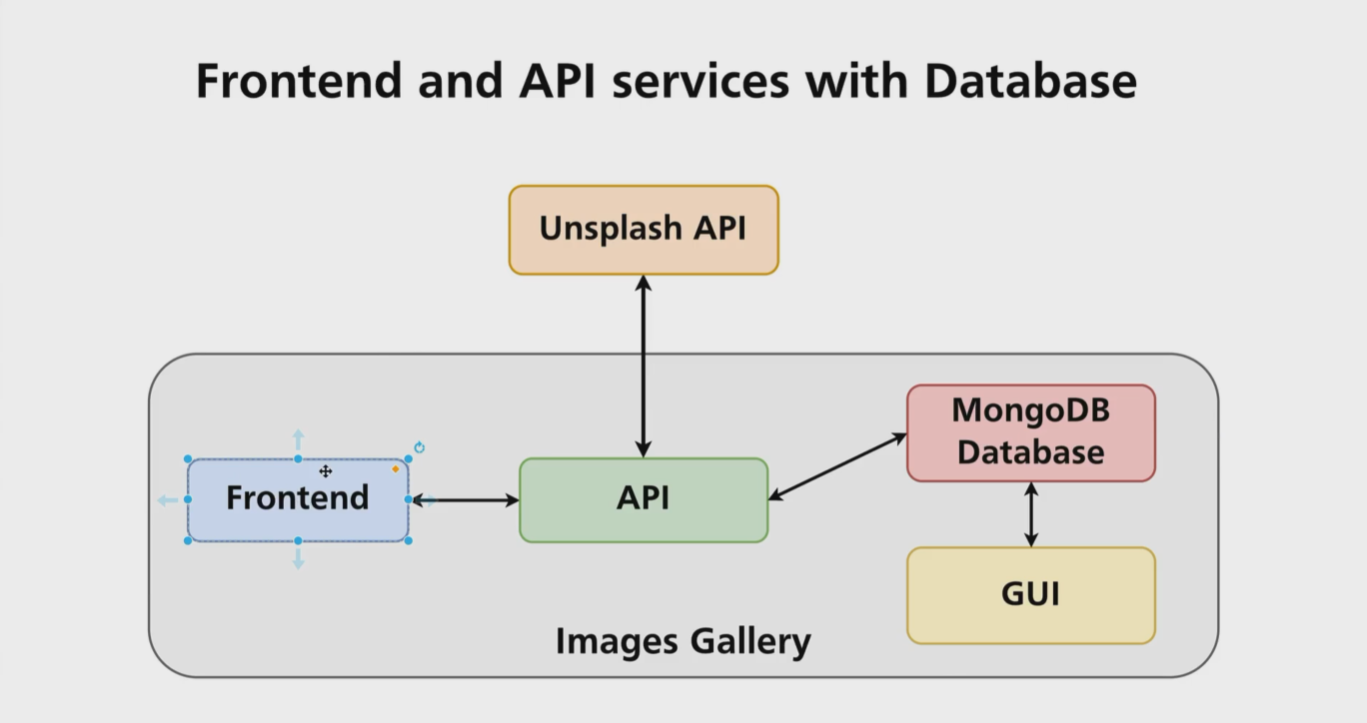 Frontend and API services with Database
Unsplash API
MongoDB
Database
Frontend
API
GUI
Images Gallery